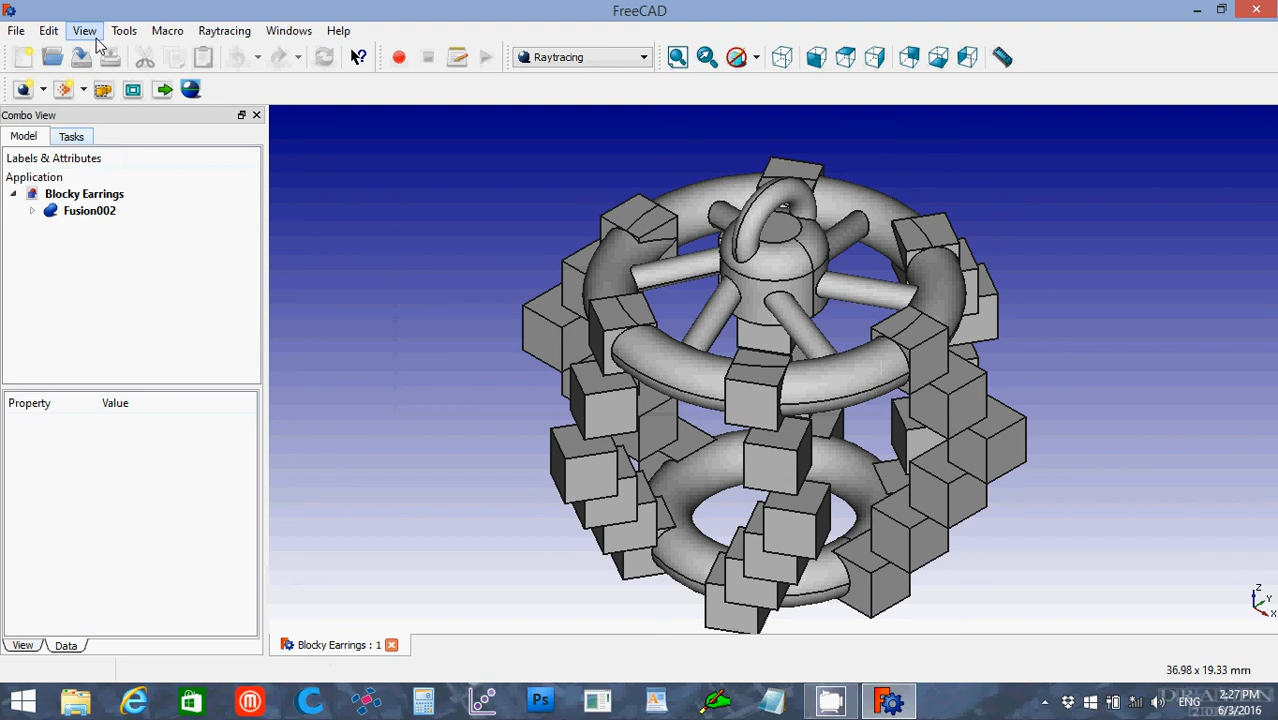 FreeCAD
File Edit View Tools Macro Raytracing Windows Help
Raytracing
Combo View
Model Tasks
Labels & Attributes
Application
Blocky Earrings
Fusion002
Property Value
View Data
Blocky Earrings : 1
Z
Y
X
36.98 x 19.33 mm
Ps
ENG
2:27 PM
6/3/2016